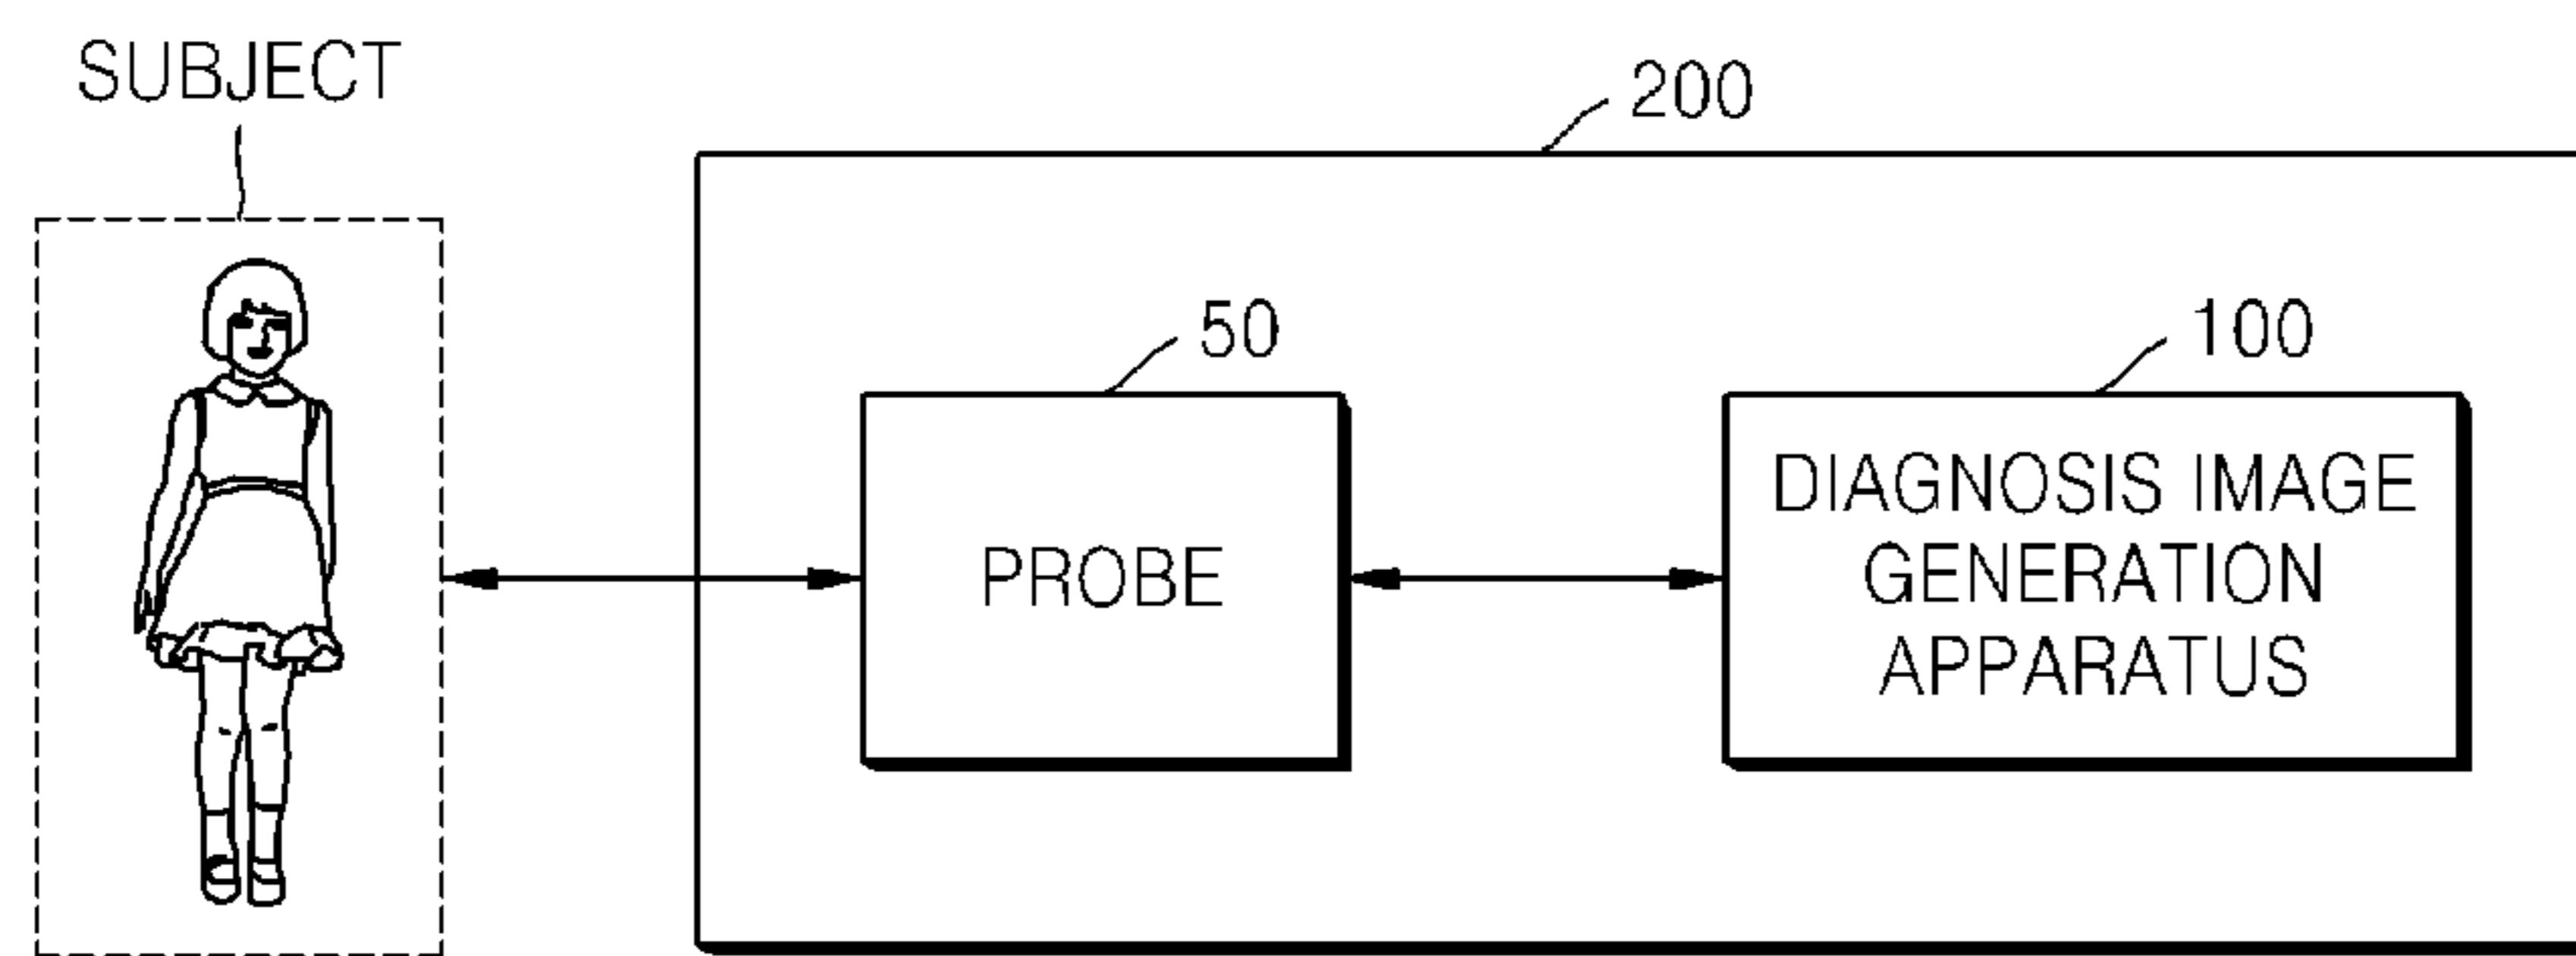 SUBJECT
200
50
100
PROBE
DIAGNOSIS IMAGE
GENERATION
APPARATUS